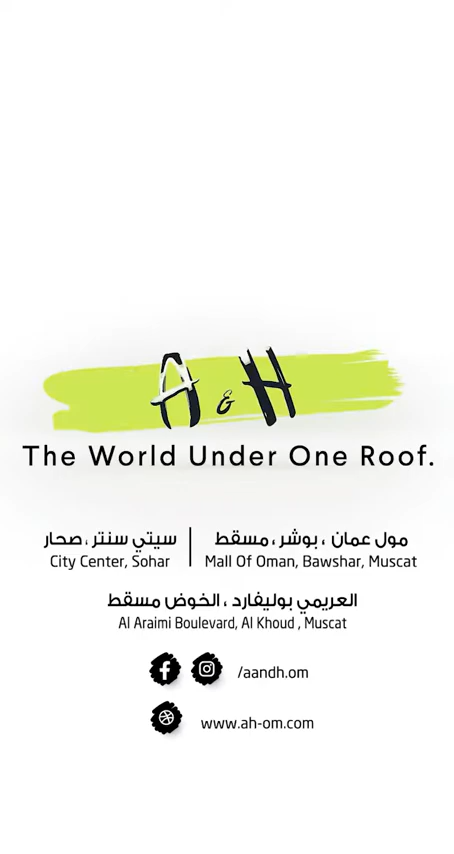 A & H
The World Under One Roof.
مول عمان ، بوشر ، مسقط | سيتي سنتر ، صحار
City Center, Sohar | Mall Of Oman, Bawshar, Muscat
العريمي بوليفارد ، الخوض مسقط
Al Araimi Boulevard, Al Khoud , Muscat
/aandh.om
www.ah-om.com